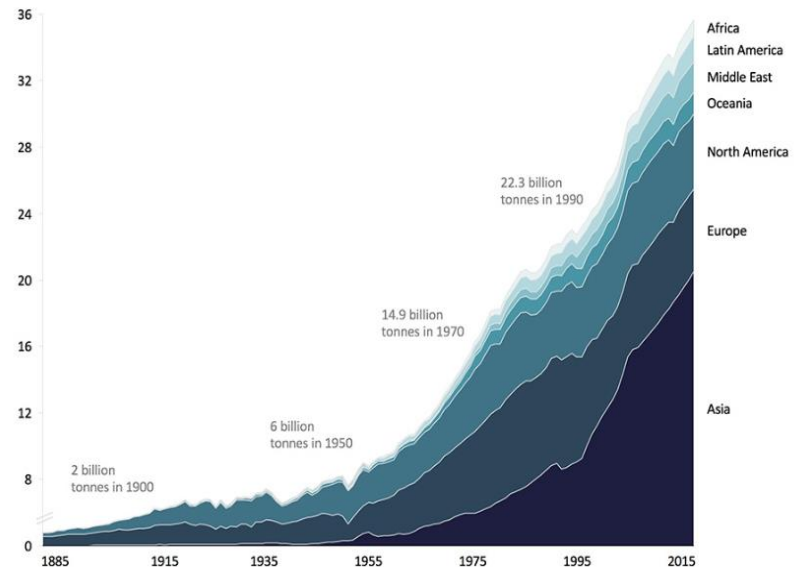 36
32
28
24
20
16
12
8
0
Africa
Latin America
Middle East
Oceania
North America
Europe
Asia
22.3 billion
tonnes in 1990
14.9 billion
tonnes in 1970
6 billion
tonnes in 1950
2 billion
tonnes in 1900
1885 1915 1935 1955 1975 1995 2015